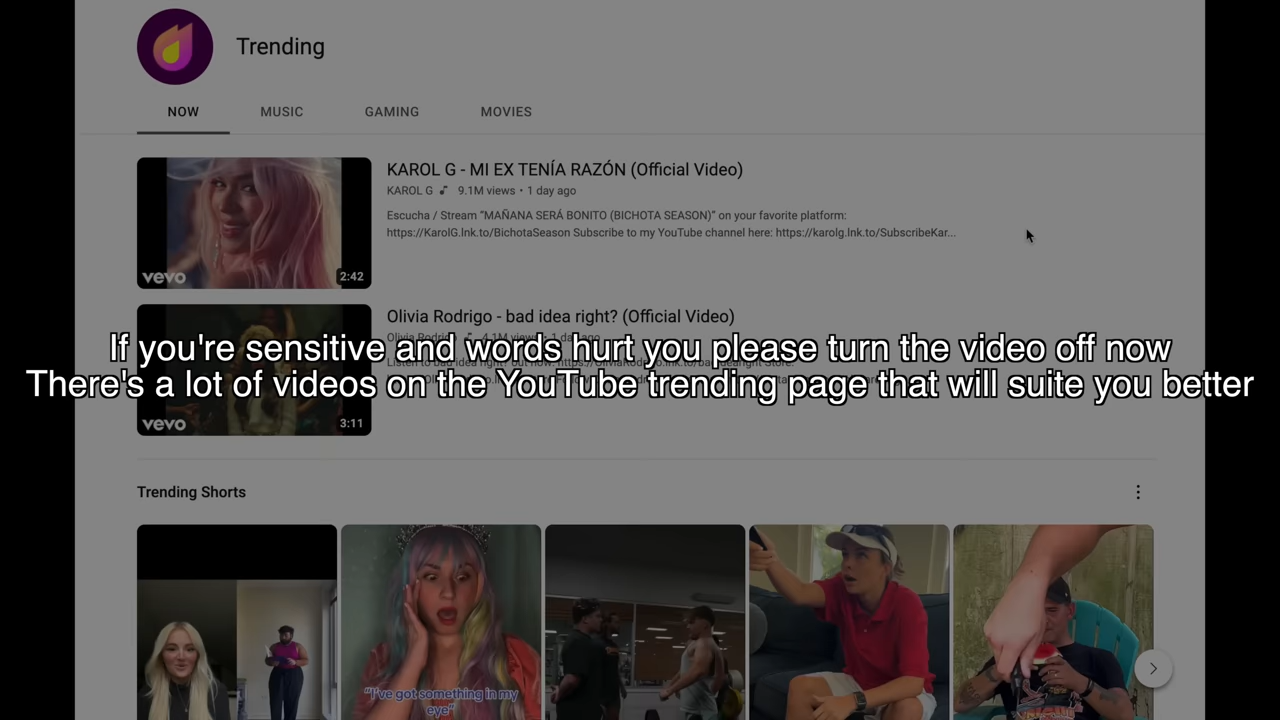 Trending
NOW MUSIC GAMING MOVIES
KAROL G - MI EX TENÍA RAZÓN (Official Video)
KAROL G 9.1M views • 1 day ago
Escucha / Stream “MAÑANA SERÁ BONITO (BICHOTA SEASON)” on your favorite platform:
https://KarolG.lnk.to/BichotaSeason Subscribe to my YouTube channel here: https://karolg.lnk.to/SubscribeKar...
vevo 2:42
Olivia Rodrigo - bad idea right? (Official Video)
If you're sensitive and words hurt you please turn the video off now
There's a lot of videos on the YouTube trending page that will suite you better
vevo 3:11
Trending Shorts
“I've got something in my
eye”